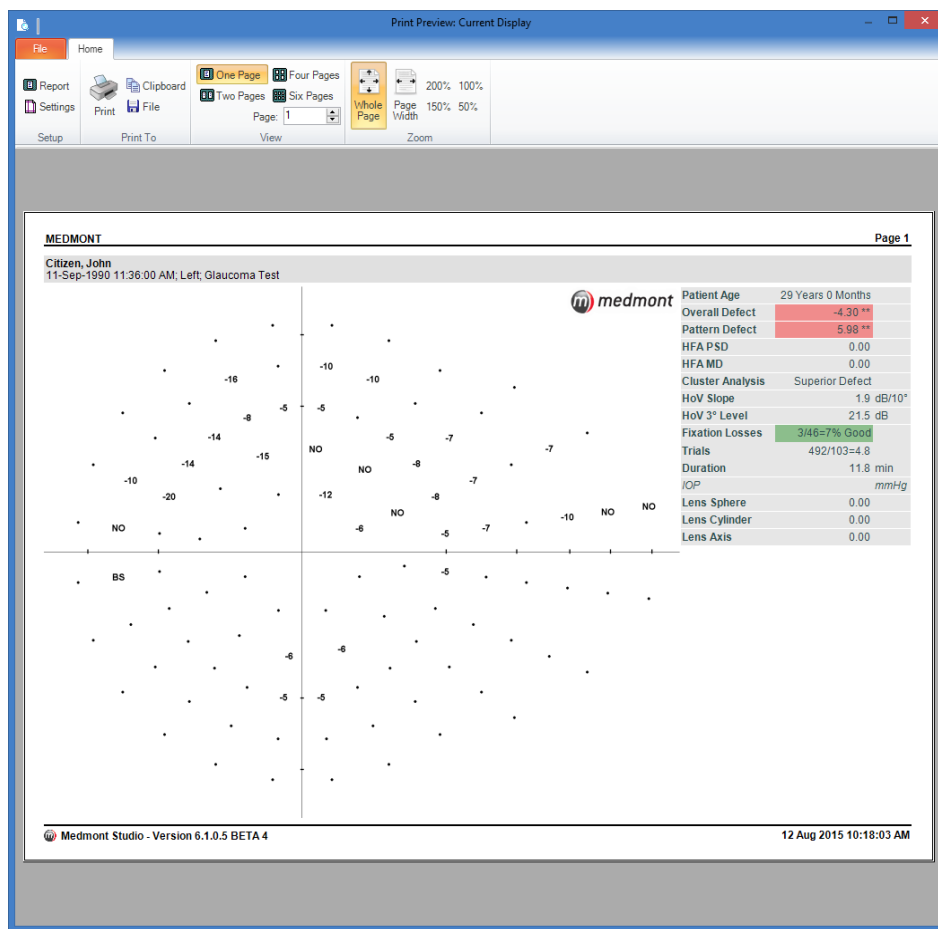 Print Preview: Current Display
File Home
Report
Settings
Setup
Print
Clipboard
File
Print To
One Page Four Pages
Two Pages Six Pages
Page: 1
View
Whole Page
Page Width
200% 100%
150% 50%
Zoom
MEDMONT Page 1
Citizen, John
11-Sep-1990 11:36:00 AM; Left; Glaucoma Test
medmont
-10
-16 -10
-5 -5
-8
-14 -5 -7
NO -7
-15
-14 NO -8
-10 -7
-20 -12 -8
NO NO NO
-10
NO -6 -7
-5
BS -5
-6
-6
-5 -5
Patient Age 29 Years 0 Months
Overall Defect -4.30 **
Pattern Defect 5.98 **
HFA PSD 0.00
HFA MD 0.00
Cluster Analysis Superior Defect
HoV Slope 1.9 dB/10°
HoV 3° Level 21.5 dB
Fixation Losses 3/46=7% Good
Trials 492/103=4.8
Duration 11.8 min
IOP mmHg
Lens Sphere 0.00
Lens Cylinder 0.00
Lens Axis 0.00
Medmont Studio - Version 6.1.0.5 BETA 4 12 Aug 2015 10:18:03 AM